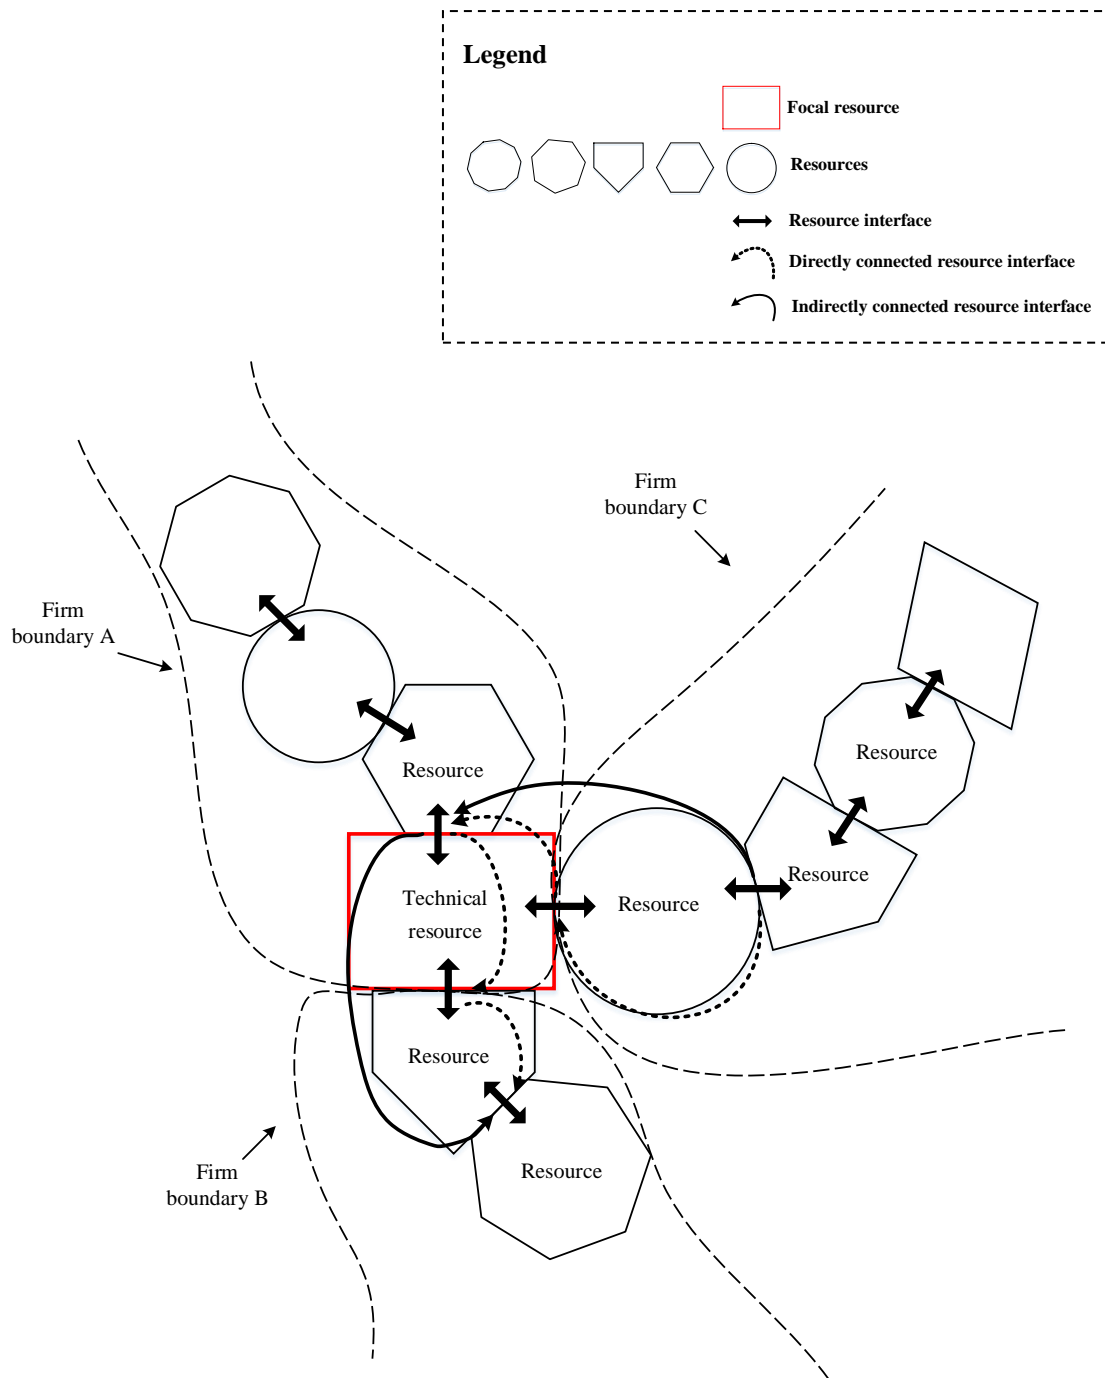 Legend
Focal resource
Resources
Resource interface
Directly connected resource interface
Indirectly connected resource interface
Firm
boundary C
Firm
boundary A
Resource
Resource
Resource
Resource
Technical
resource
Resource
Resource
Firm
boundary B